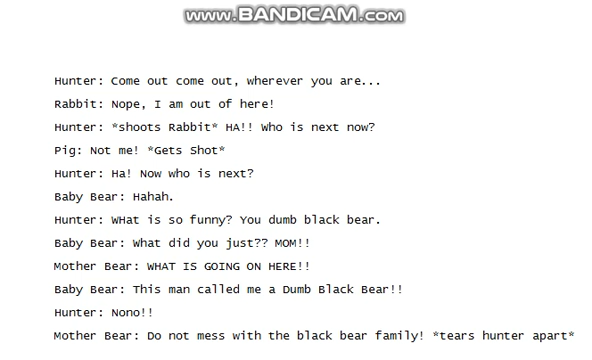 www.BANDICAM.com
Hunter: Come out come out, wherever you are...
Rabbit: Nope, I am out of here!
Hunter: *shoots Rabbit* HA!! Who is next now?
Pig: Not me! *Gets Shot*
Hunter: Ha! Now who is next?
Baby Bear: Hahah.
Hunter: WHat is so funny? You dumb black bear.
Baby Bear: What did you just?? MOM!!
Mother Bear: WHAT IS GOING ON HERE!!
Baby Bear: This man called me a Dumb Black Bear!!
Hunter: Nono!!
Mother Bear: Do not mess with the black bear family! *tears hunter apart*